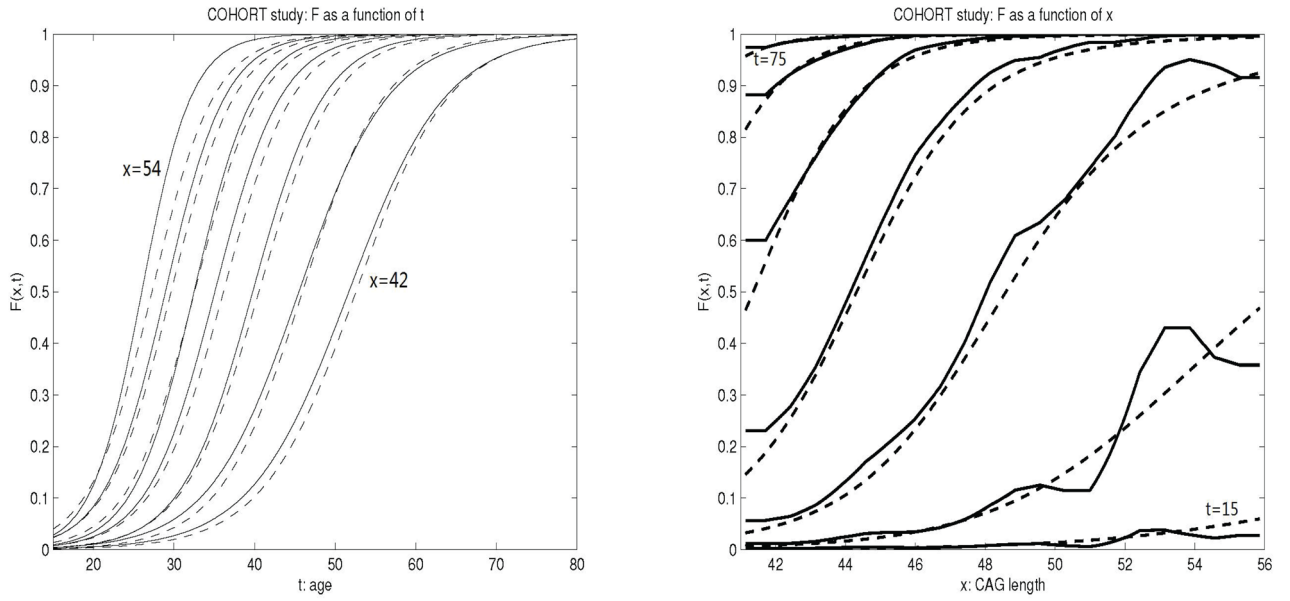 COHORT study: F as a function of t
1
0.9
0.8
0.7
0.6
0.5
0.4
0.3
0.2
0.1
0
F(x,t)
x=54
x=42
20 30 40 50 60 70 80
t: age
COHORT study: F as a function of x
1
0.9
0.8
0.7
0.6
0.5
0.4
0.3
0.2
0.1
0
F(x,t)
t=75
t=15
42 44 46 48 50 52 54 56
x: CAG length